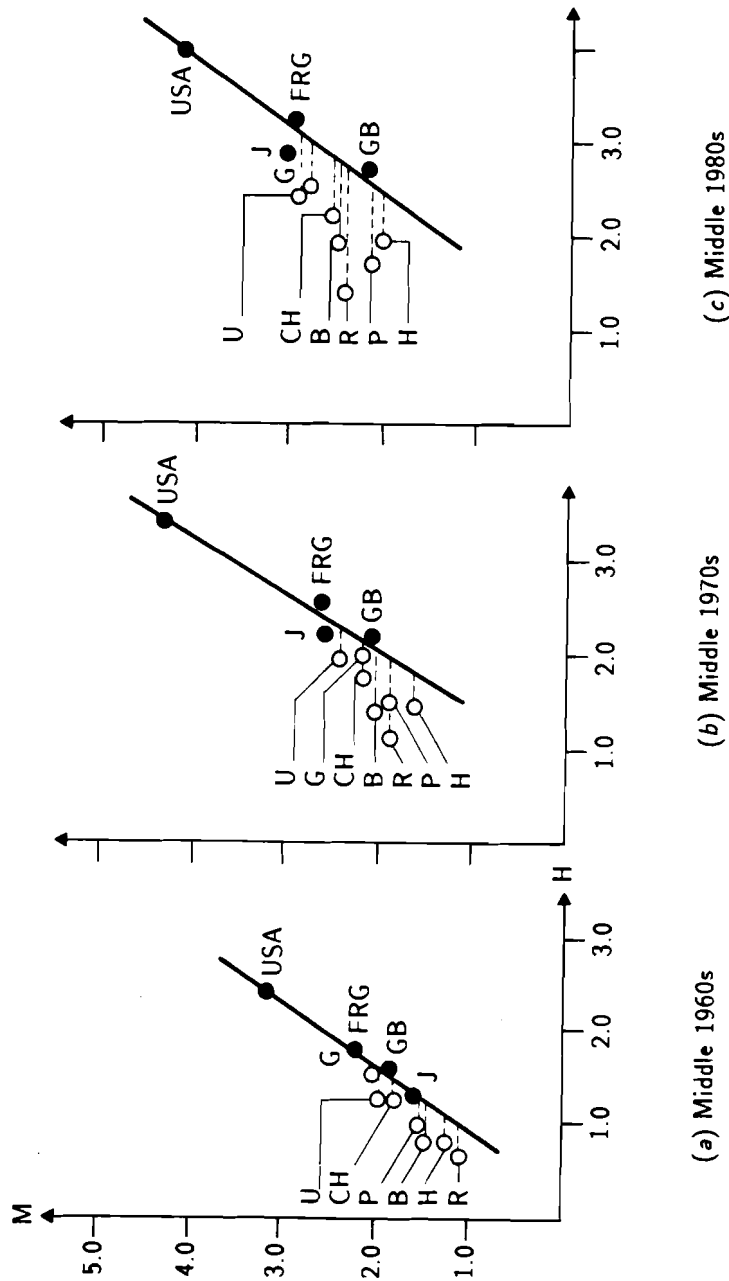 M
5.0
4.0
3.0
2.0
1.0
U
CH
P
B
H
R
G
FRG
GB
J
USA
1.0
2.0
3.0
H
(a) Middle 1960s
U
G
CH
B
R
P
H
J
FRG
GB
USA
1.0
2.0
3.0
(b) Middle 1970s
U
CH
B
R
P
H
G
J
FRG
GB
USA
1.0
2.0
3.0
(c) Middle 1980s